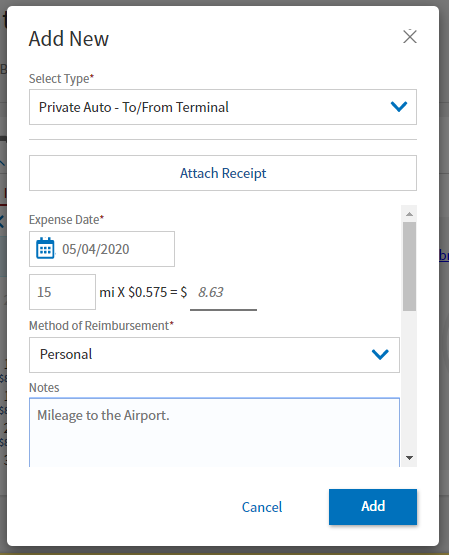 Add New
Select Type*
Private Auto - To/From Terminal
Attach Receipt
Expense Date*
05/04/2020
15 mi X $0.575 = $ 8.63
Method of Reimbursement*
Personal
Notes
Mileage to the Airport.
Cancel Add